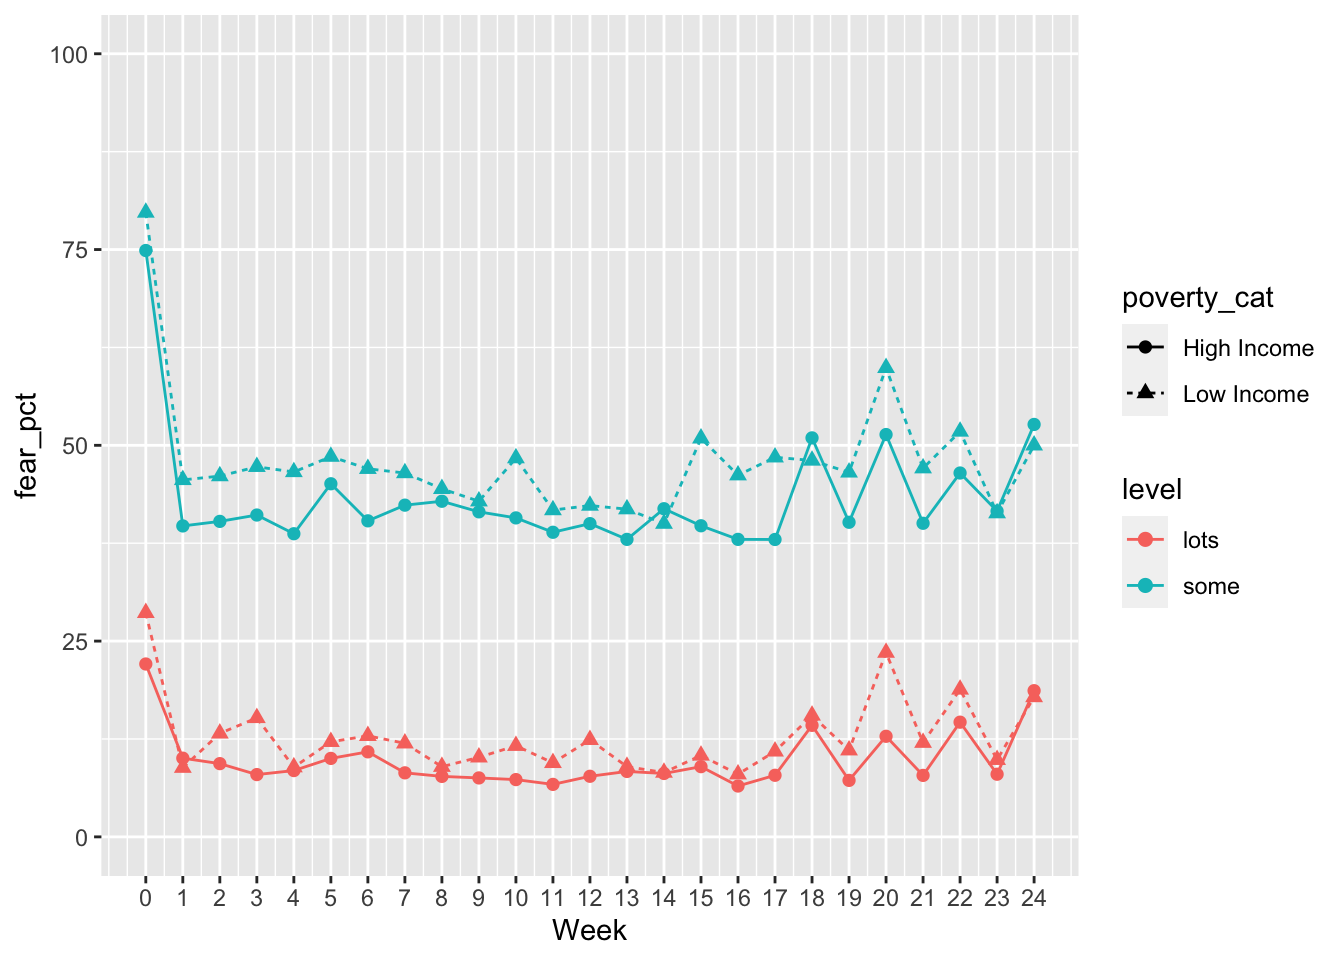 fear_pct
100
75
50
25
0
0 1 2 3 4 5 6 7 8 9 10 11 12 13 14 15 16 17 18 19 20 21 22 23 24
Week
poverty_cat
High Income
Low Income
level
lots
some